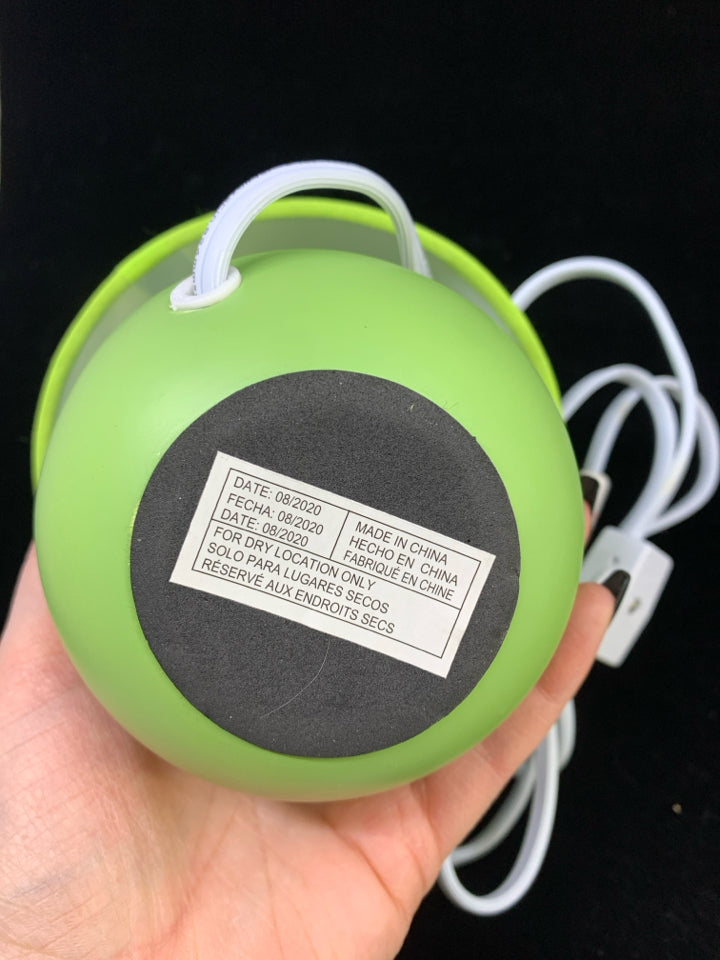 DATE: 08/2020
FECHA: 08/2020
DATE: 08/2020
MADE IN CHINA
HECHO EN CHINA
FABRIQUÉ EN CHINE
FOR DRY LOCATION ONLY
SOLO PARA LUGARES SECOS
RÉSERVÉ AUX ENDROITS SECS